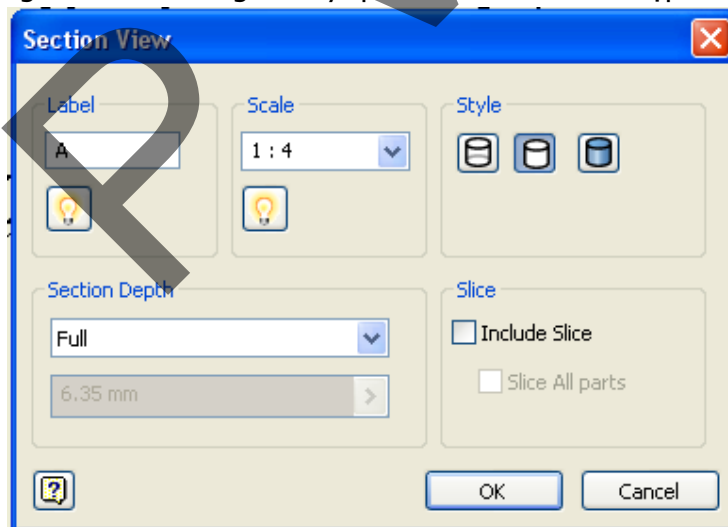 Section View
Label
Scale
Style
A
1 : 4
Section Depth
Slice
Full
Include Slice
6.35 mm
Slice All parts
OK
Cancel